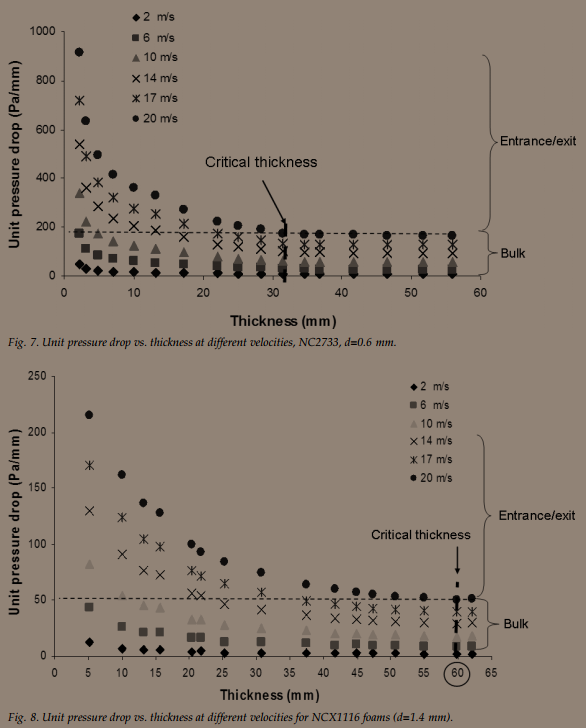 1000
800
600
400
200
0
Unit pressure drop (Pa/mm)
2 m/s
6 m/s
10 m/s
14 m/s
17 m/s
20 m/s
Critical thickness
Entrance/exit
Bulk
0 10 20 30 40 50 60
Thickness (mm)
Fig. 7. Unit pressure drop vs. thickness at different velocities, NC2733, d=0.6 mm.
250
200
150
100
50
0
Unit pressure drop (Pa/mm)
2 m/s
6 m/s
10 m/s
14 m/s
17 m/s
20 m/s
Entrance/exit
Critical thickness
Bulk
0 5 10 15 20 25 30 35 40 45 50 55 60 65
Thickness (mm)
Fig. 8. Unit pressure drop vs. thickness at different velocities for NCX1116 foams (d=1.4 mm).